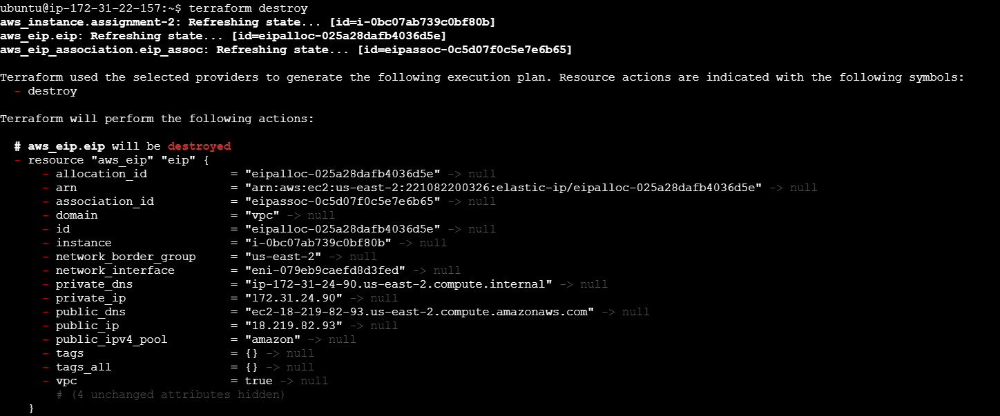 ubuntu@ip-172-31-22-157:~$ terraform destroy
aws_instance.assignment-2: Refreshing state... [id=i-0bc07ab739c0bf80b]
aws_eip.eip: Refreshing state... [id=eipalloc-025a28dafb4036d5e]
aws_eip_association.eip_assoc: Refreshing state... [id=eipassoc-0c5d07f0c5e7e6b65]

Terraform used the selected providers to generate the following execution plan. Resource actions are indicated with the following symbols:
  - destroy

Terraform will perform the following actions:

  # aws_eip.eip will be destroyed
  - resource "aws_eip" "eip" {
      - allocation_id            = "eipalloc-025a28dafb4036d5e" -> null
      - arn                      = "arn:aws:ec2:us-east-2:221082200326:elastic-ip/eipalloc-025a28dafb4036d5e" -> null
      - association_id           = "eipassoc-0c5d07f0c5e7e6b65" -> null
      - domain                   = "vpc" -> null
      - id                       = "eipalloc-025a28dafb4036d5e" -> null
      - instance                 = "i-0bc07ab739c0bf80b" -> null
      - network_border_group     = "us-east-2" -> null
      - network_interface        = "eni-079eb9caefd8d3fed" -> null
      - private_dns              = "ip-172-31-24-90.us-east-2.compute.internal" -> null
      - private_ip               = "172.31.24.90" -> null
      - public_dns               = "ec2-18-219-82-93.us-east-2.compute.amazonaws.com" -> null
      - public_ip                = "18.219.82.93" -> null
      - public_ipv4_pool         = "amazon" -> null
      - tags                     = {} -> null
      - tags_all                 = {} -> null
      - vpc                      = true -> null
        # (4 unchanged attributes hidden)
    }